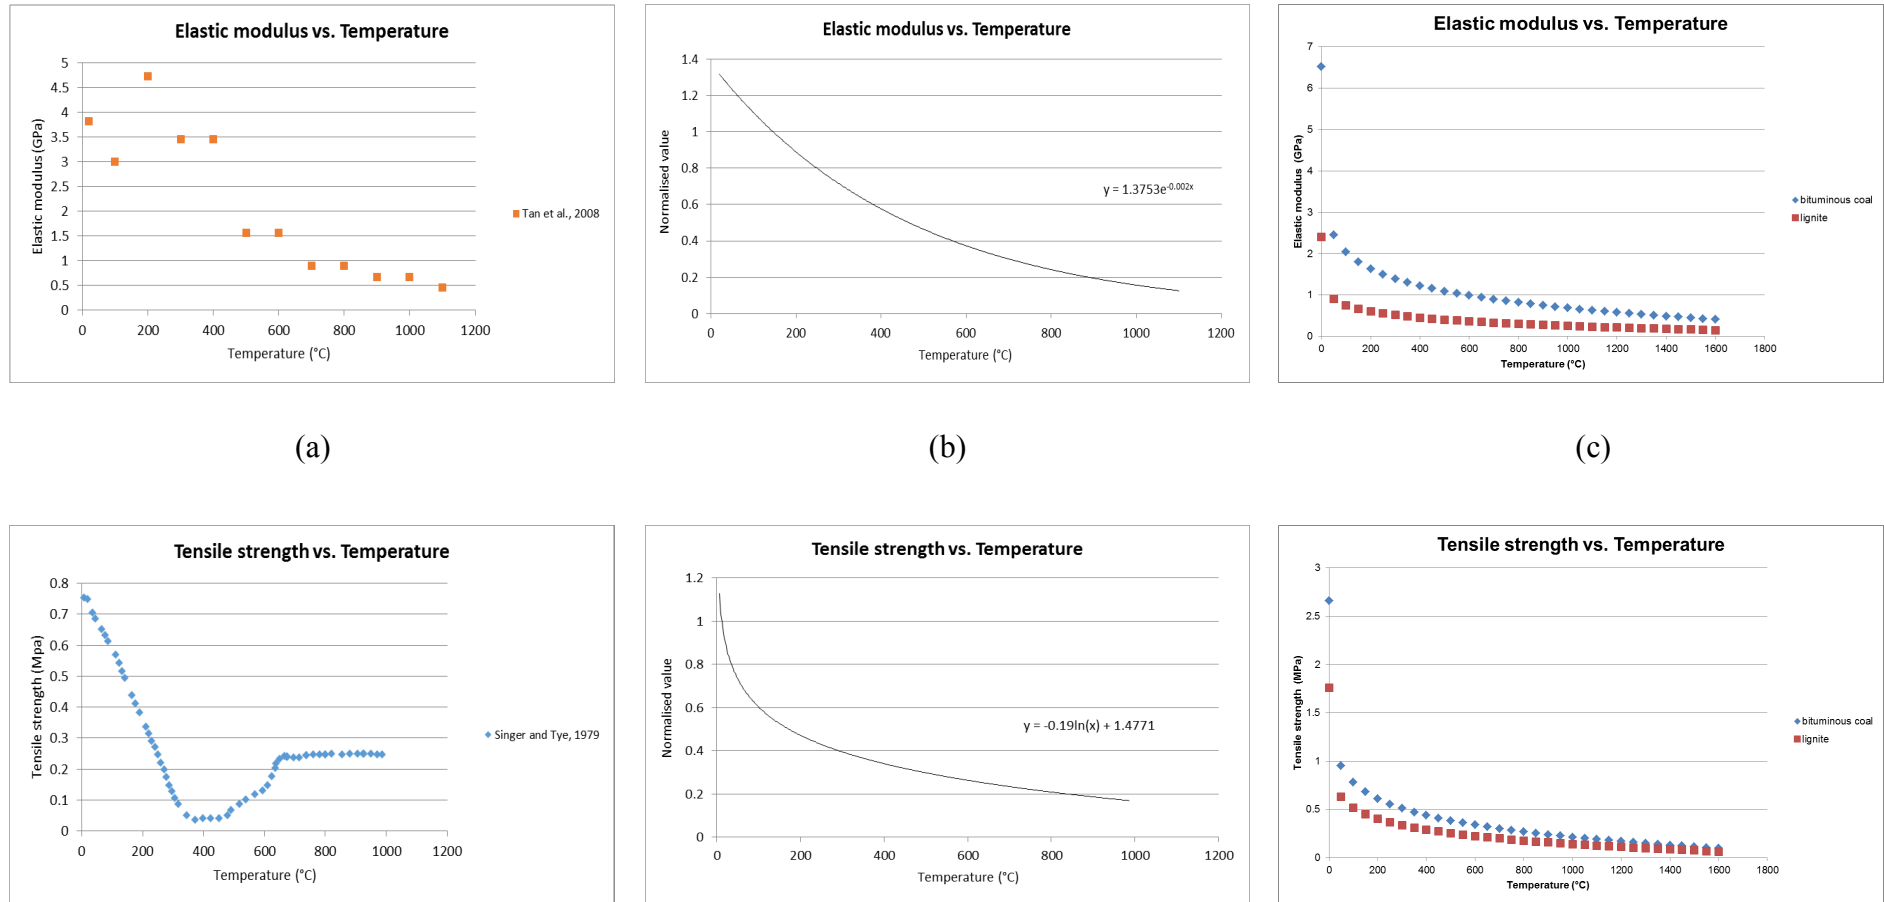 Elastic modulus vs. Temperature
Elastic modulus (GPa)
5
4.5
4
3.5
3
2.5
2
1.5
1
0.5
0
0 200 400 600 800 1000 1200
Temperature (°C)
Tan et al., 2008
Elastic modulus vs. Temperature
Normalised value
1.4
1.2
1
0.8
0.6
0.4
0.2
0
0 200 400 600 800 1000 1200
Temperature (°C)
y = 1.3753e^-0.002x
Elastic modulus vs. Temperature
Elastic modulus (GPa)
7
6
5
4
3
2
1
0
0 200 400 600 800 1000 1200 1400 1600 1800
Temperature (°C)
bituminous coal
lignite
(a)
(b)
(c)
Tensile strength vs. Temperature
Tensile strength (Mpa)
0.8
0.7
0.6
0.5
0.4
0.3
0.2
0.1
0
0 200 400 600 800 1000 1200
Temperature (°C)
Singer and Tye, 1979
Tensile strength vs. Temperature
Normalised value
1.2
1
0.8
0.6
0.4
0.2
0
0 200 400 600 800 1000 1200
Temperature (°C)
y = -0.19ln(x) + 1.4771
Tensile strength vs. Temperature
Tensile strength (MPa)
3
2.5
2
1.5
1
0.5
0
0 200 400 600 800 1000 1200 1400 1600 1800
Temperature (°C)
bituminous coal
lignite